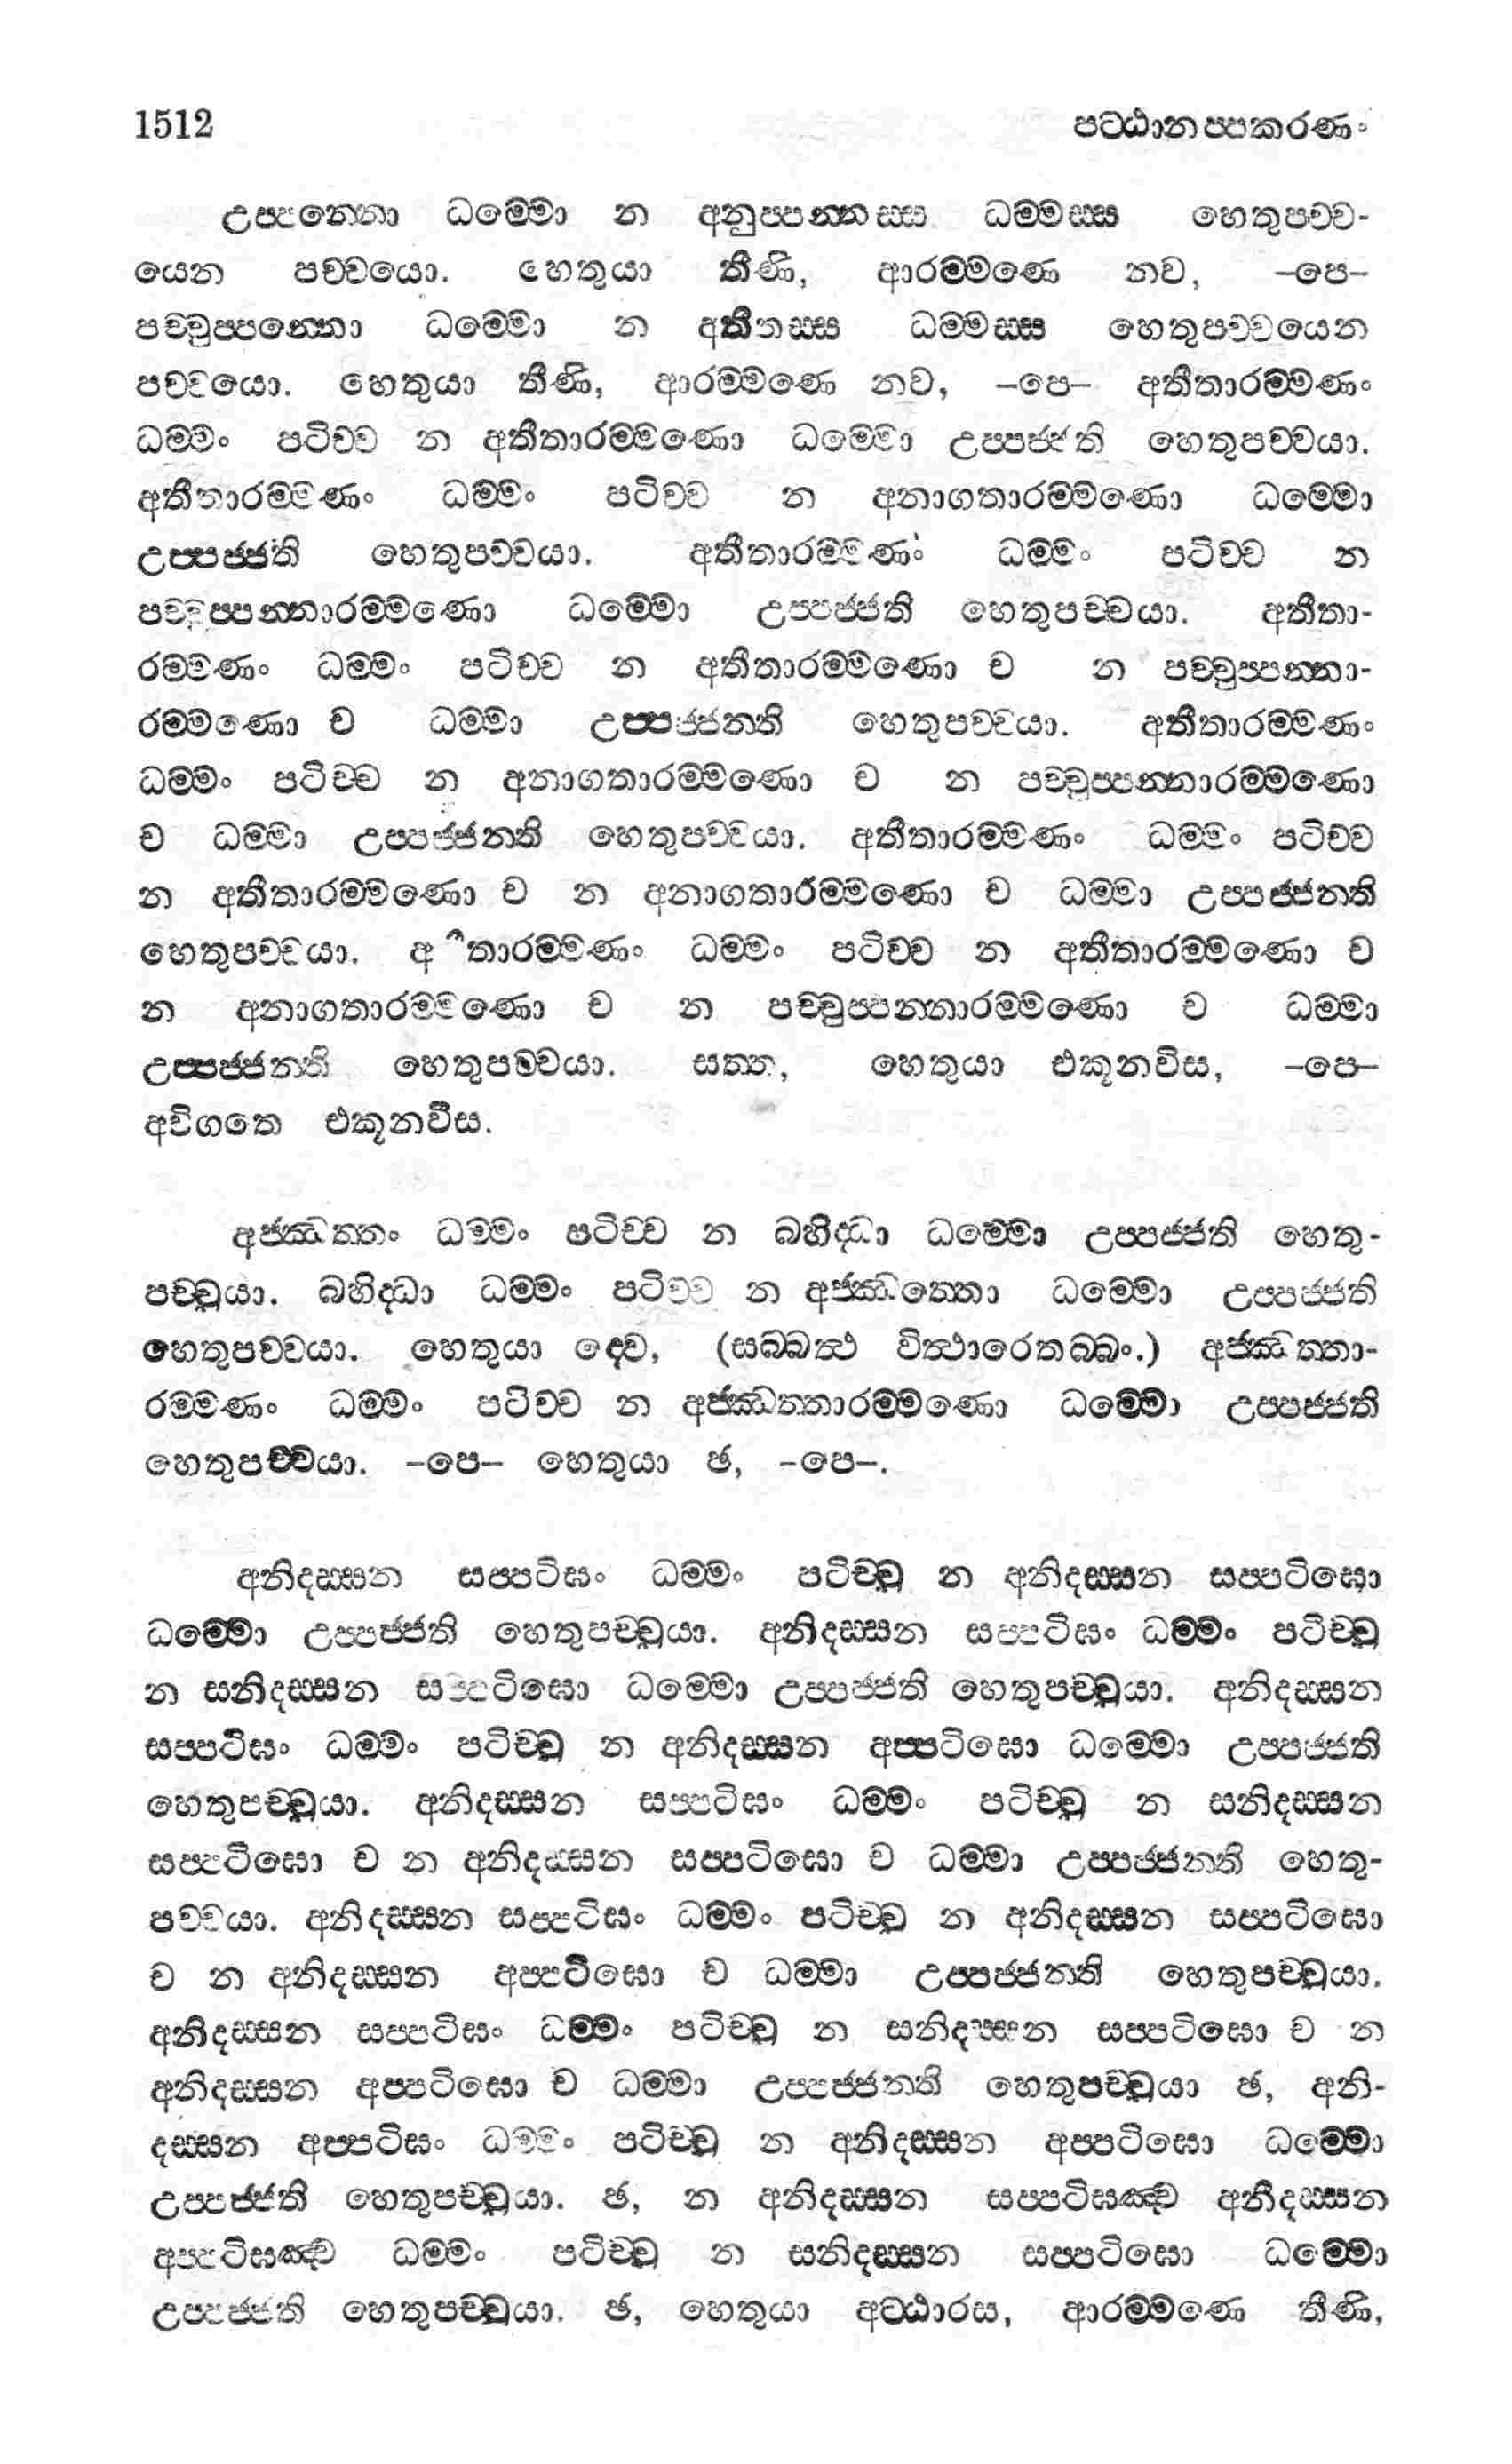 1512 පට්ඨානප්පකරණං
උප්පන්නො ධම්මො න අනුප්පන්නස්ස ධම්මස්ස හෙතුපච්ච-
යෙන පච්චයො. හෙතුයා තීණි, ආරම්මණෙ නව, –පෙ–
පච්චුප්පන්නො ධම්මො න අතීතස්ස ධම්මස්ස හෙතුපච්චයෙන
පච්චයො. හෙතුයා තීණි, ආරම්මණෙ නව, –පෙ– අතීතාරම්මණං
ධම්මං පටිච්ච න අතීතාරම්මණො ධම්මො උප්පජ්ජති හෙතුපච්චයා.
අතීතාරම්මණං ධම්මං පටිච්ච න අනාගතාරම්මණො ධම්මො
උප්පජ්ජති හෙතුපච්චයා. අතීතාරම්මණං ධම්මං පටිච්ච න
පච්චුප්පන්නාරම්මණො ධම්මො උප්පජ්ජති හෙතුපච්චයා. අතීතා-
රම්මණං ධම්මං පටිච්ච න අතීතාරම්මණො ච න පච්චුප්පන්නා-
රම්මණො ච ධම්මා උප්පජ්ජන්ති හෙතුපච්චයා. අතීතාරම්මණං
ධම්මං පටිච්ච න අනාගතාරම්මණො ච න පච්චුප්පන්නාරම්මණො
ච ධම්මා උප්පජ්ජන්ති හෙතුපච්චයා. අතීතාරම්මණං ධම්මං පටිච්ච
න අතීතාරම්මණො ච න අනාගතාරම්මණො ච ධම්මා උප්පජ්ජන්ති
හෙතුපච්චයා. අතීතාරම්මණං ධම්මං පටිච්ච න අතීතාරම්මණො ච
න අනාගතාරම්මණො ච න පච්චුප්පන්නාරම්මණො ච ධම්මා
උප්පජ්ජන්ති හෙතුපච්චයා. සත්ත, හෙතුයා එකූනවිස, –පෙ–
අවිගතෙ එකූනවීස.
අජ්ඣත්තං ධම්මං පටිච්ච න බහිද්ධා ධම්මො උප්පජ්ජති හෙතු-
පච්චයා. බහිද්ධා ධම්මං පටිච්ච න අජ්ඣත්තො ධම්මො උප්පජ්ජති
හෙතුපච්චයා. හෙතුයා ද්වෙ, (සබ්බත්ථ විත්ථාරෙතබ්බං.) අජ්ඣත්තා-
රම්මණං ධම්මං පටිච්ච න අජ්ඣත්තාරම්මණො ධම්මො උප්පජ්ජති
හෙතුපච්චයා. –පෙ– හෙතුයා ඡ, –පෙ–.
අනිදස්සන සප්පටිඝං ධම්මං පටිච්ච න අනිදස්සන සප්පටිඝො
ධම්මො උප්පජ්ජති හෙතුපච්චයා. අනිදස්සන සප්පටිඝං ධම්මං පටිච්ච
න සනිදස්සන සප්පටිඝො ධම්මො උප්පජ්ජති හෙතුපච්චයා. අනිදස්සන
සප්පටිඝං ධම්මං පටිච්ච න අනිදස්සන අප්පටිඝො ධම්මො උප්පජ්ජති
හෙතුපච්චයා. අනිදස්සන සප්පටිඝං ධම්මං පටිච්ච න සනිදස්සන
සප්පටිඝො ච න අනිදස්සන සප්පටිඝො ච ධම්මා උප්පජ්ජන්ති හෙතු-
පච්චයා. අනිදස්සන සප්පටිඝං ධම්මං පටිච්ච න අනිදස්සන සප්පටිඝො
ච න අනිදස්සන අප්පටිඝො ච ධම්මා උප්පජ්ජන්ති හෙතුපච්චයා.
අනිදස්සන සප්පටිඝං ධම්මං පටිච්ච න සනිදස්සන සප්පටිඝො ච න
අනිදස්සන අප්පටිඝො ච ධම්මා උප්පජ්ජන්ති හෙතුපච්චයා ඡ, අනි-
දස්සන අප්පටිඝං ධම්මං පටිච්ච න අනිදස්සන අප්පටිඝො ධම්මො
උප්පජ්ජති හෙතුපච්චයා. ඡ, න අනිදස්සන සප්පටිඝඤ්ච අනිදස්සන
අප්පටිඝඤ්ච ධම්මං පටිච්ච න සනිදස්සන සප්පටිඝො ධම්මො
උප්පජ්ජති හෙතුපච්චයා. ඡ, හෙතුයා අට්ඨාරස, ආරම්මණෙ තීණි,